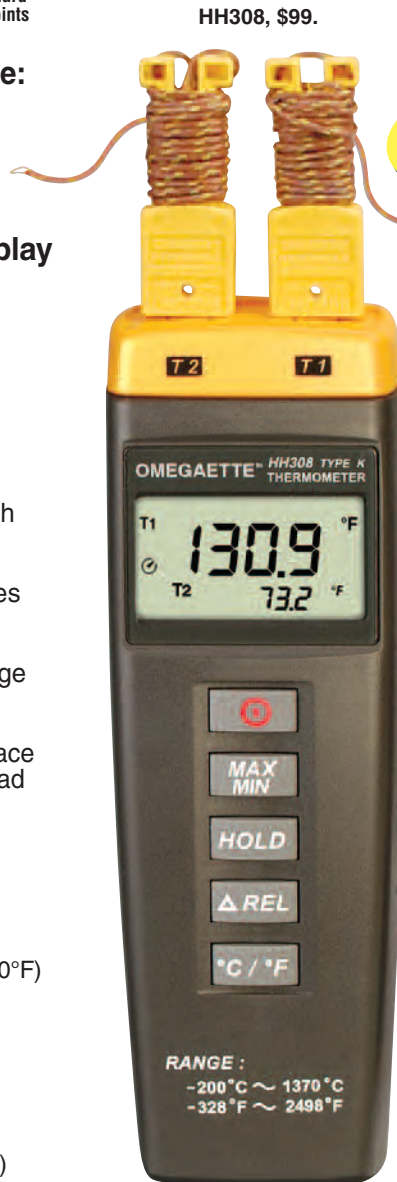 oints
HH308, $99.
e:
play
T2 T1
OMEGAETTE™ HH308 TYPE K
THERMOMETER
T1 130.9 °F
T2 73.2 °F
MAX
MIN
HOLD
Δ REL
°C / °F
RANGE :
-200°C ~ 1370°C
-328°F ~ 2498°F
h
es
ge
ace
ad
0°F)
)